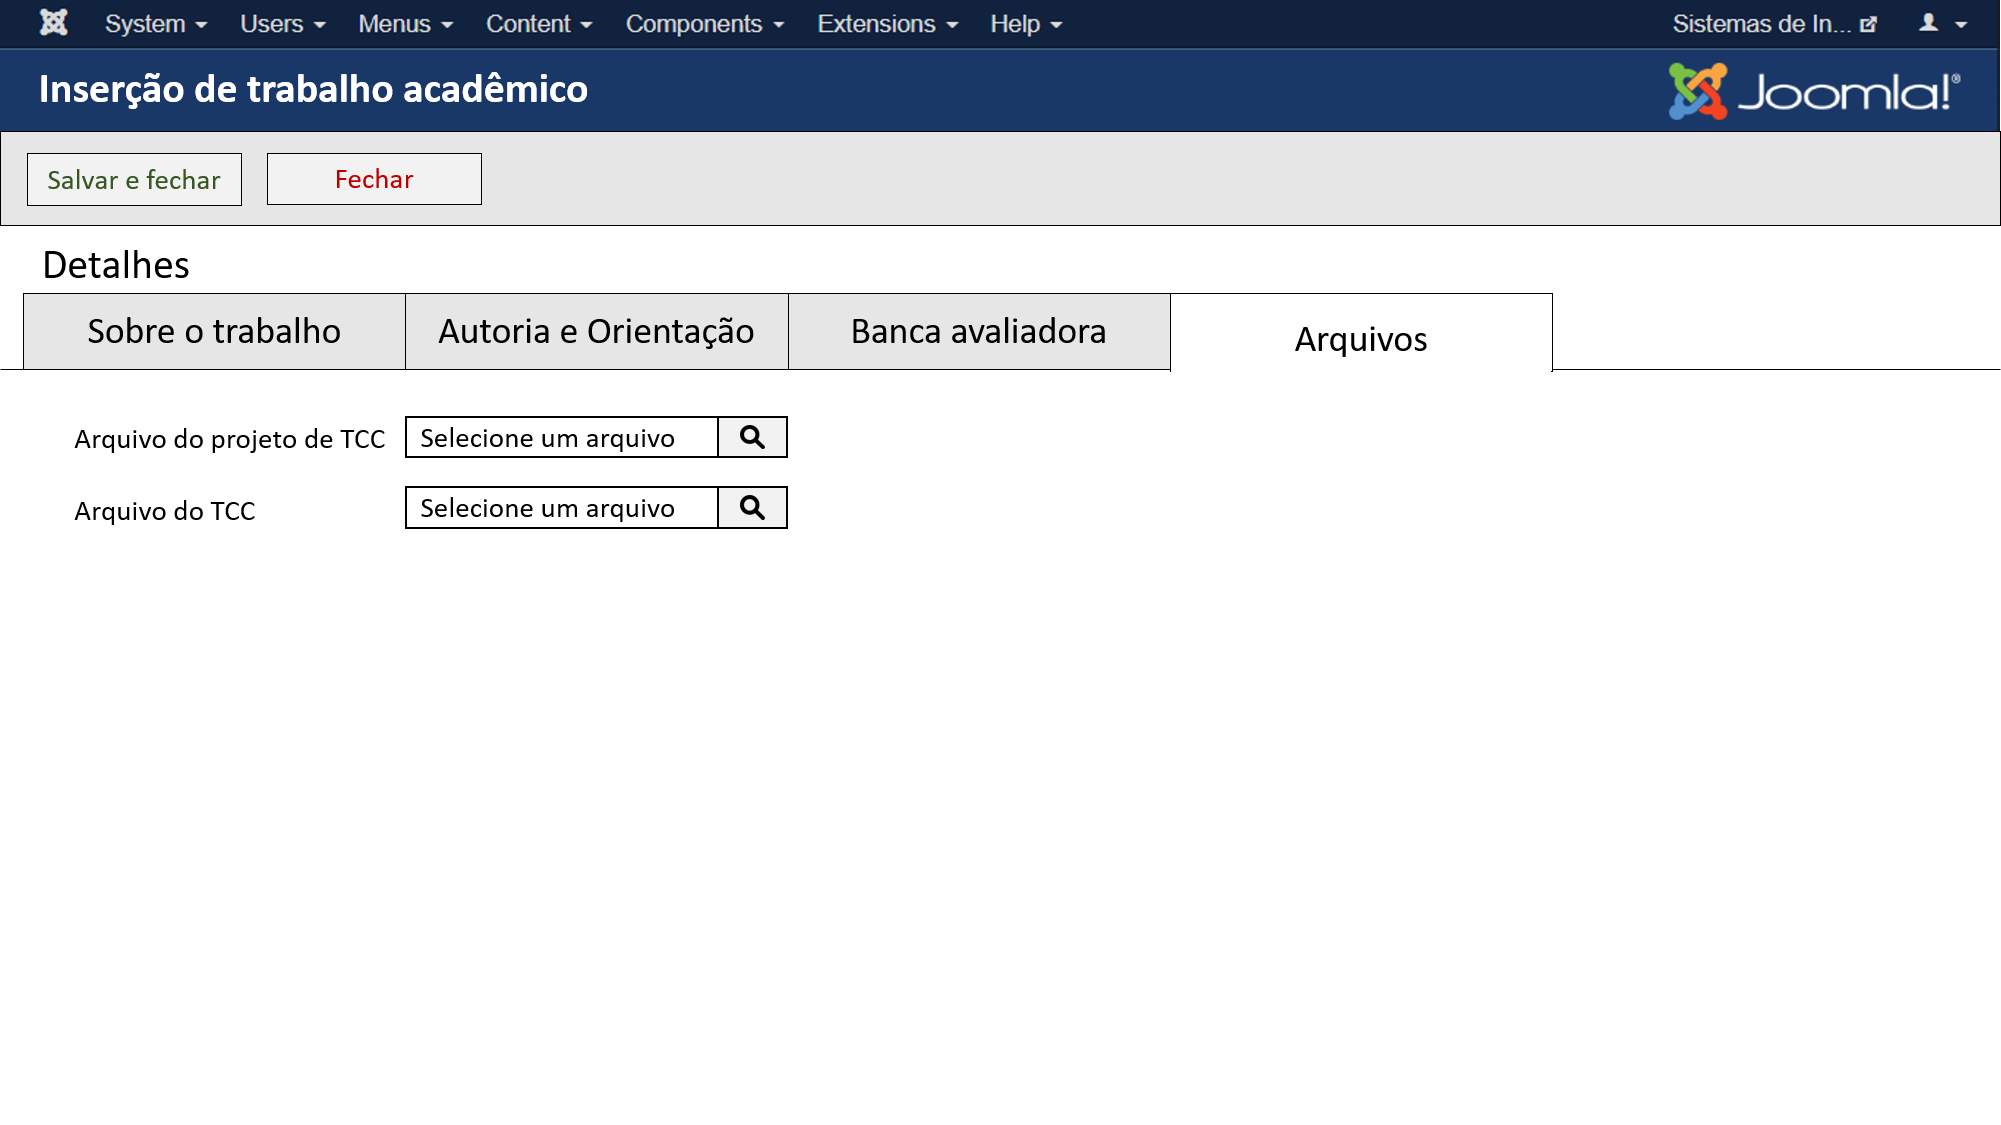 System Users Menus Content Components Extensions Help Sistemas de In...
Inserção de trabalho acadêmico
Joomla!®
Salvar e fechar Fechar
Detalhes
Sobre o trabalho Autoria e Orientação Banca avaliadora Arquivos
Arquivo do projeto de TCC Selecione um arquivo
Arquivo do TCC Selecione um arquivo